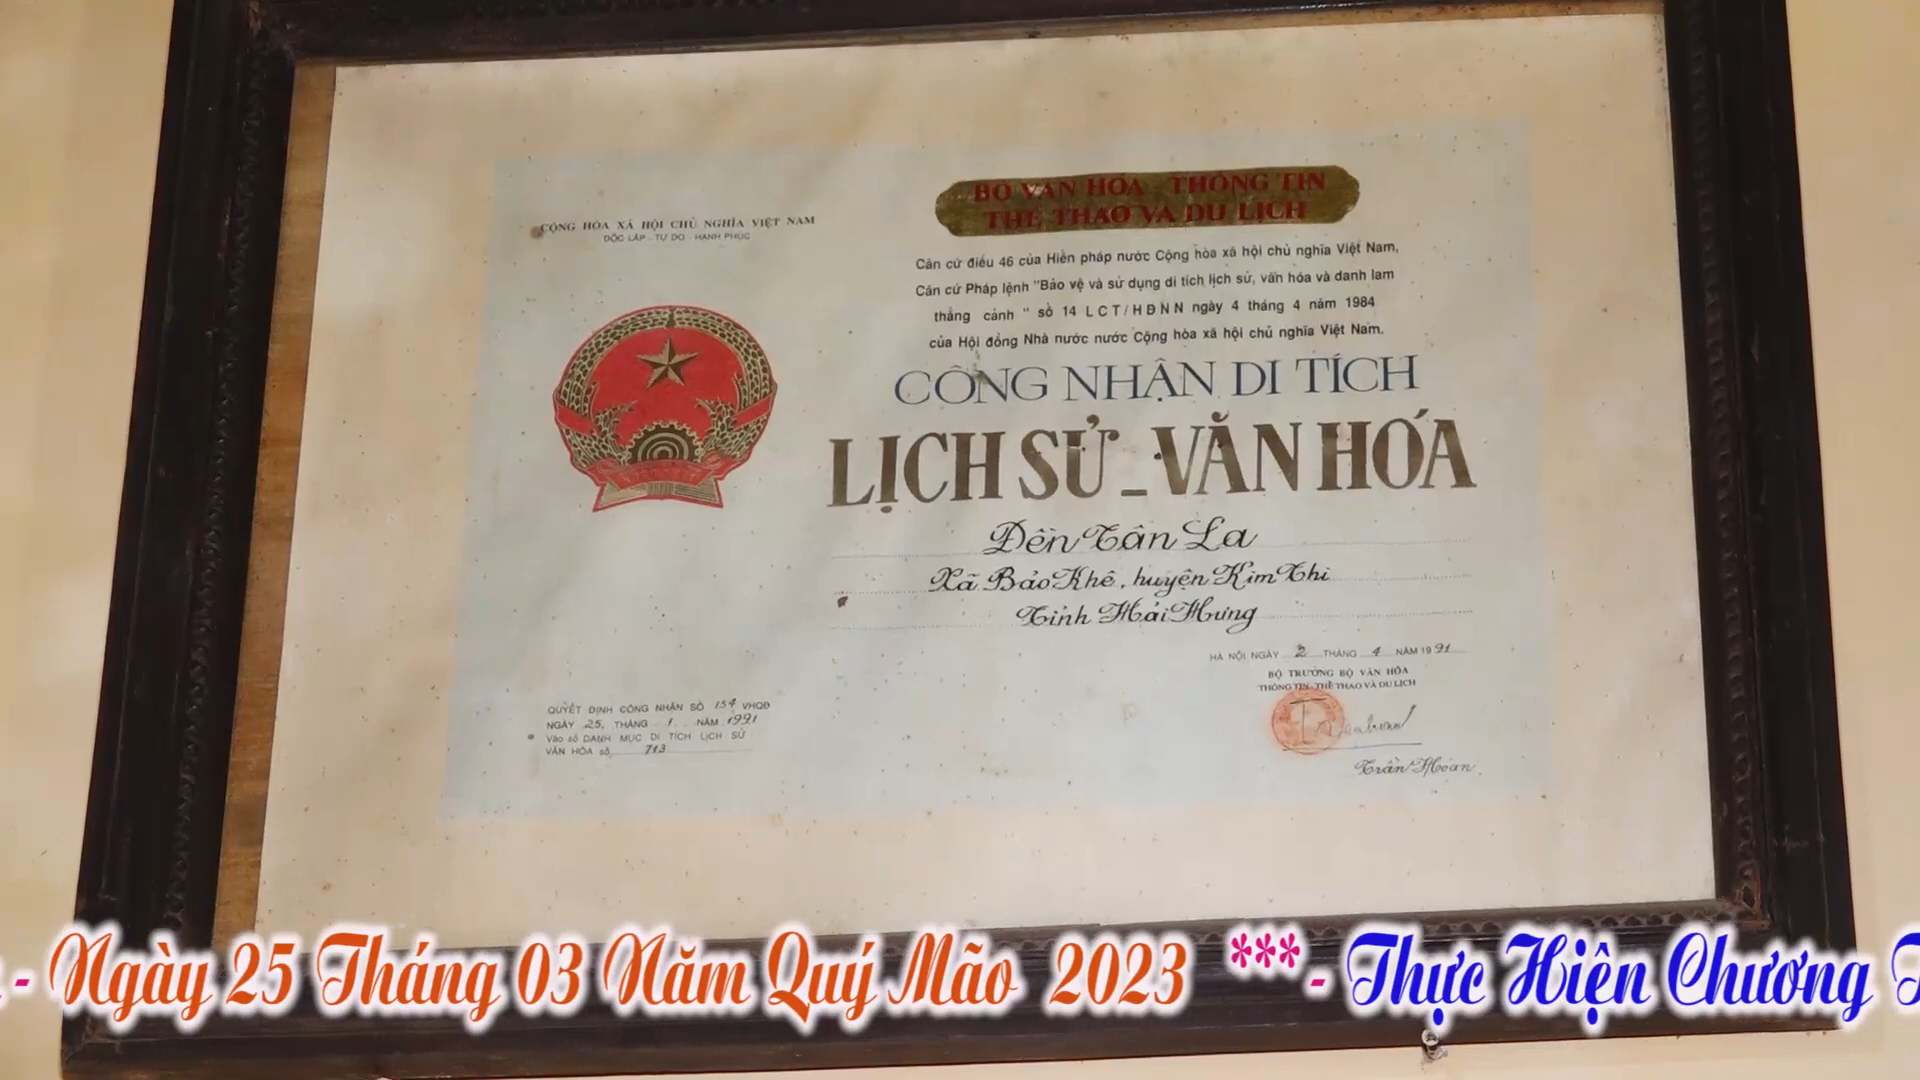 CỘNG HÒA XÃ HỘI CHỦ NGHĨA VIỆT NAM
ĐỘC LẬP - TỰ DO - HẠNH PHÚC
BỘ VĂN HÓA - THÔNG TIN
THỂ THAO VÀ DU LỊCH
Căn cứ điều 46 của Hiến pháp nước Cộng hòa xã hội chủ nghĩa Việt Nam,
Căn cứ Pháp lệnh "Bảo vệ và sử dụng di tích lịch sử, văn hóa và danh lam
thắng cảnh " số 14 LCT/HĐNN ngày 4 tháng 4 năm 1984
của Hội đồng Nhà nước nước Cộng hòa xã hội chủ nghĩa Việt Nam.
CÔNG NHẬN DI TÍCH
LỊCH SỬ _ VĂN HÓA
Đền Tân La
Xã Bảo Khê, huyện Kim Thi
Tỉnh Hải Hưng
HÀ NỘI NGÀY 2 THÁNG 4 NĂM 1991
BỘ TRƯỞNG BỘ VĂN HÓA
THÔNG TIN - THỂ THAO VÀ DU LỊCH
Trần Hoàn
QUYẾT ĐỊNH CÔNG NHẬN SỐ 154 VHQĐ
NGÀY 25, THÁNG 1 NĂM 1991
Vào sổ DANH MỤC DI TÍCH LỊCH SỬ
VĂN HÓA số 713
- Ngày 25 Tháng 03 Năm Quý Mão 2023 ***- Thực Hiện Chương